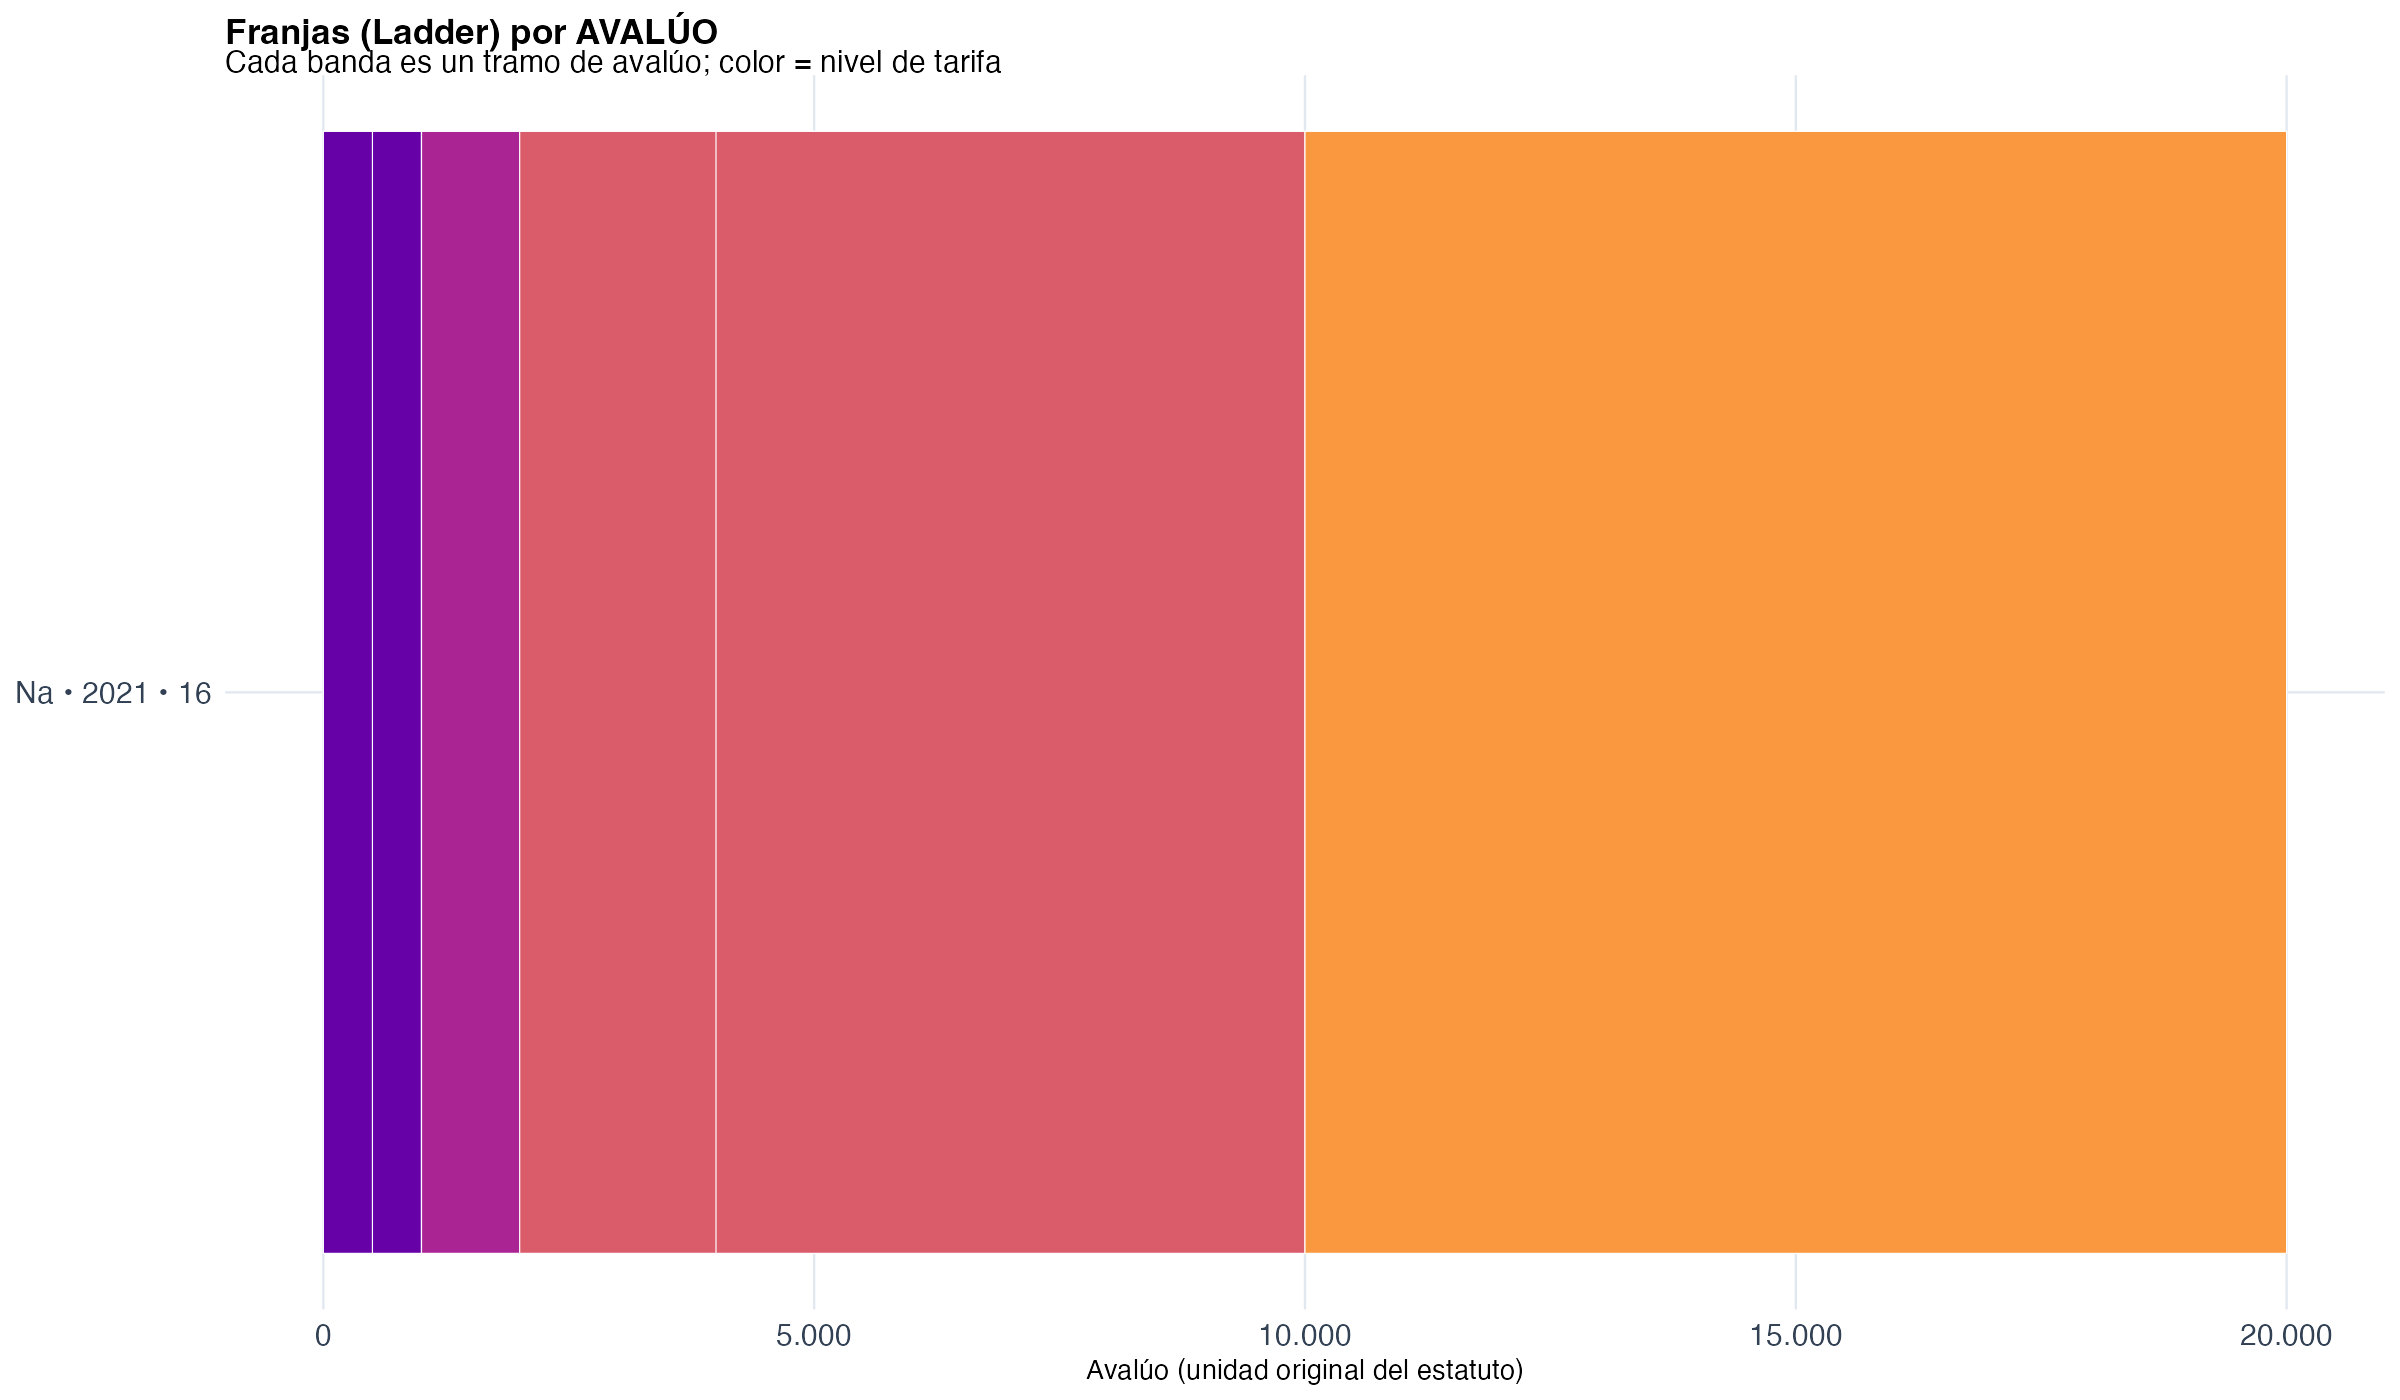 Franjas (Ladder) por AVALÚO
Cada banda es un tramo de avalúo; color = nivel de tarifa
Na • 2021 • 16
0
5.000
10.000
15.000
20.000
Avalúo (unidad original del estatuto)